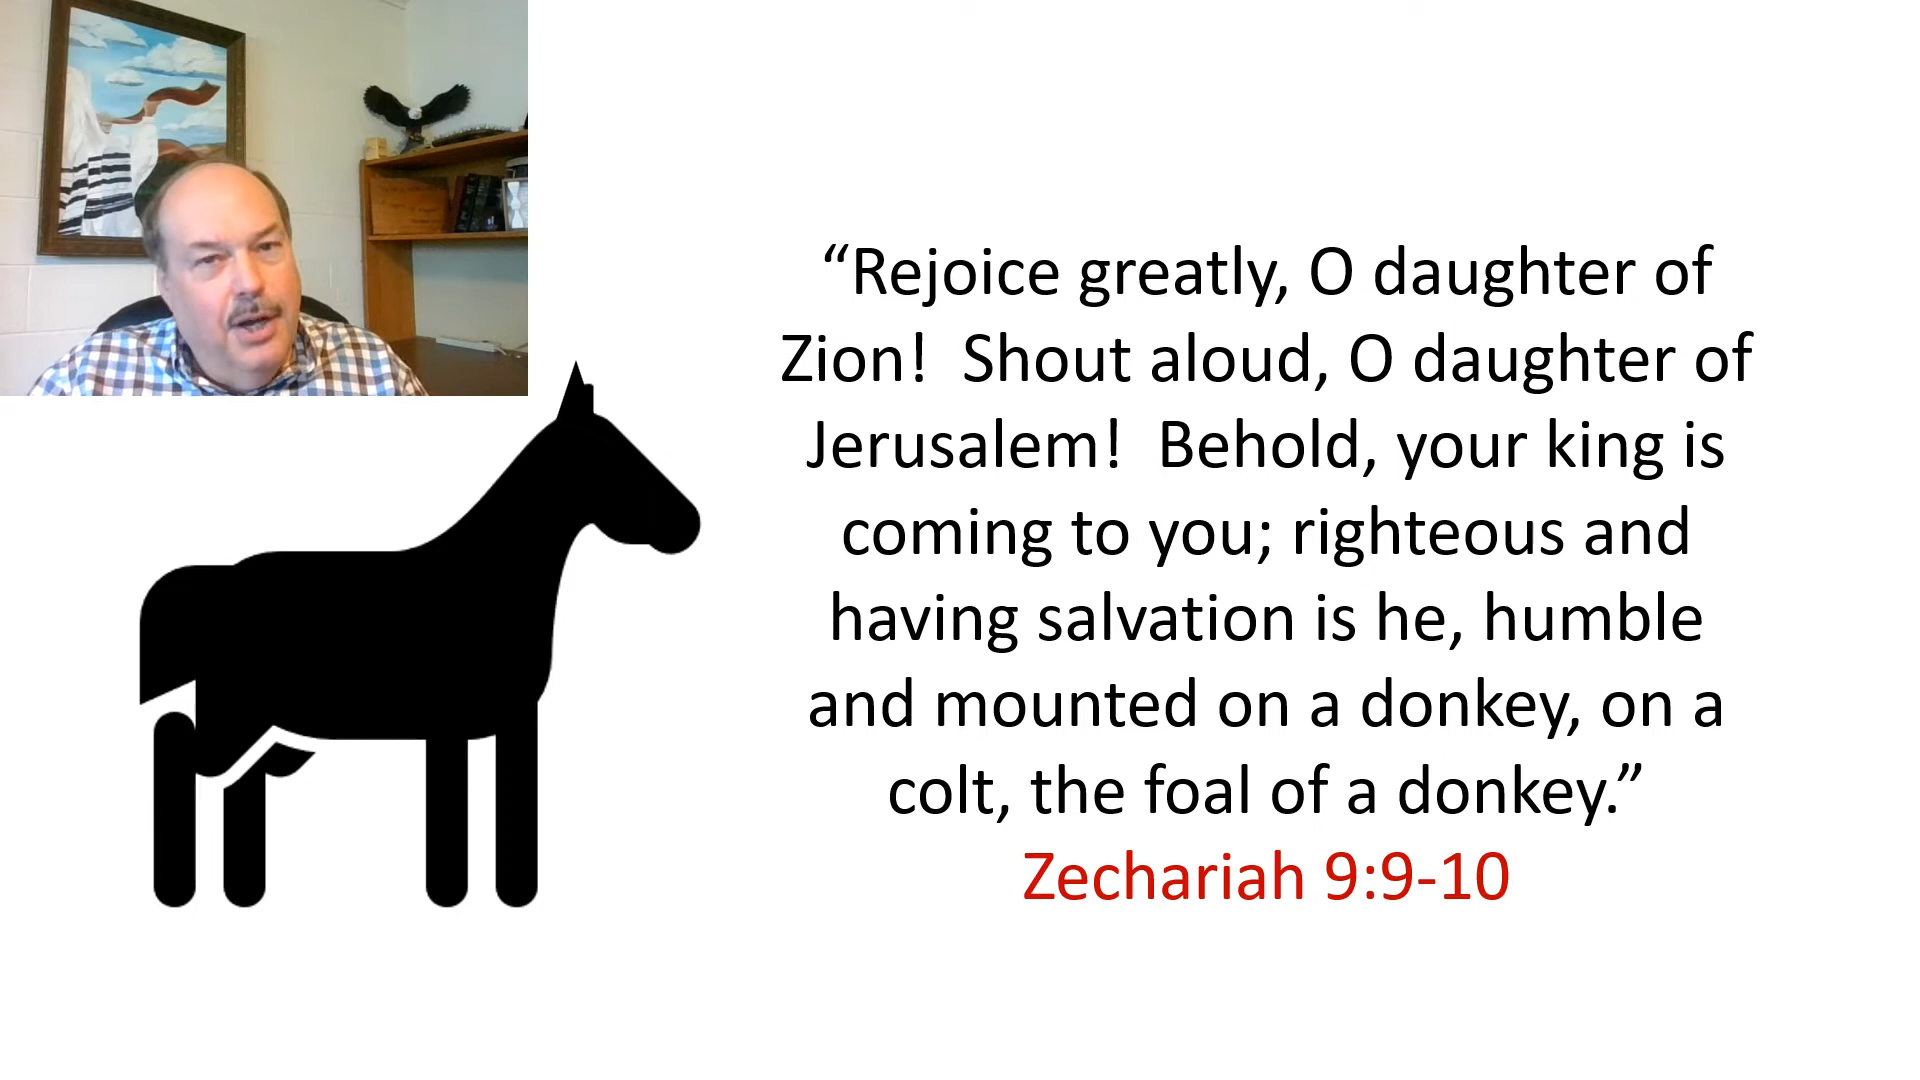 “Rejoice greatly, O daughter of
Zion!  Shout aloud, O daughter of
Jerusalem!  Behold, your king is
coming to you; righteous and
having salvation is he, humble
and mounted on a donkey, on a
colt, the foal of a donkey.”
Zechariah 9:9-10